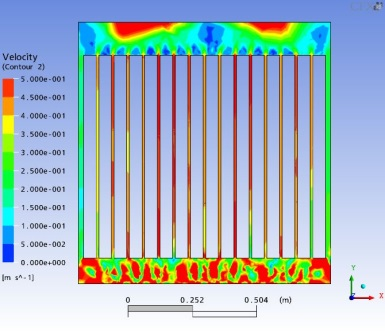 Velocity
(Contour 2)
5.000e-001
4.500e-001
4.000e-001
3.500e-001
3.000e-001
2.500e-001
2.000e-001
1.500e-001
1.000e-001
5.000e-002
0.000e+000
[m s^-1]
0 0.252 0.504 (m)
Y
Z X